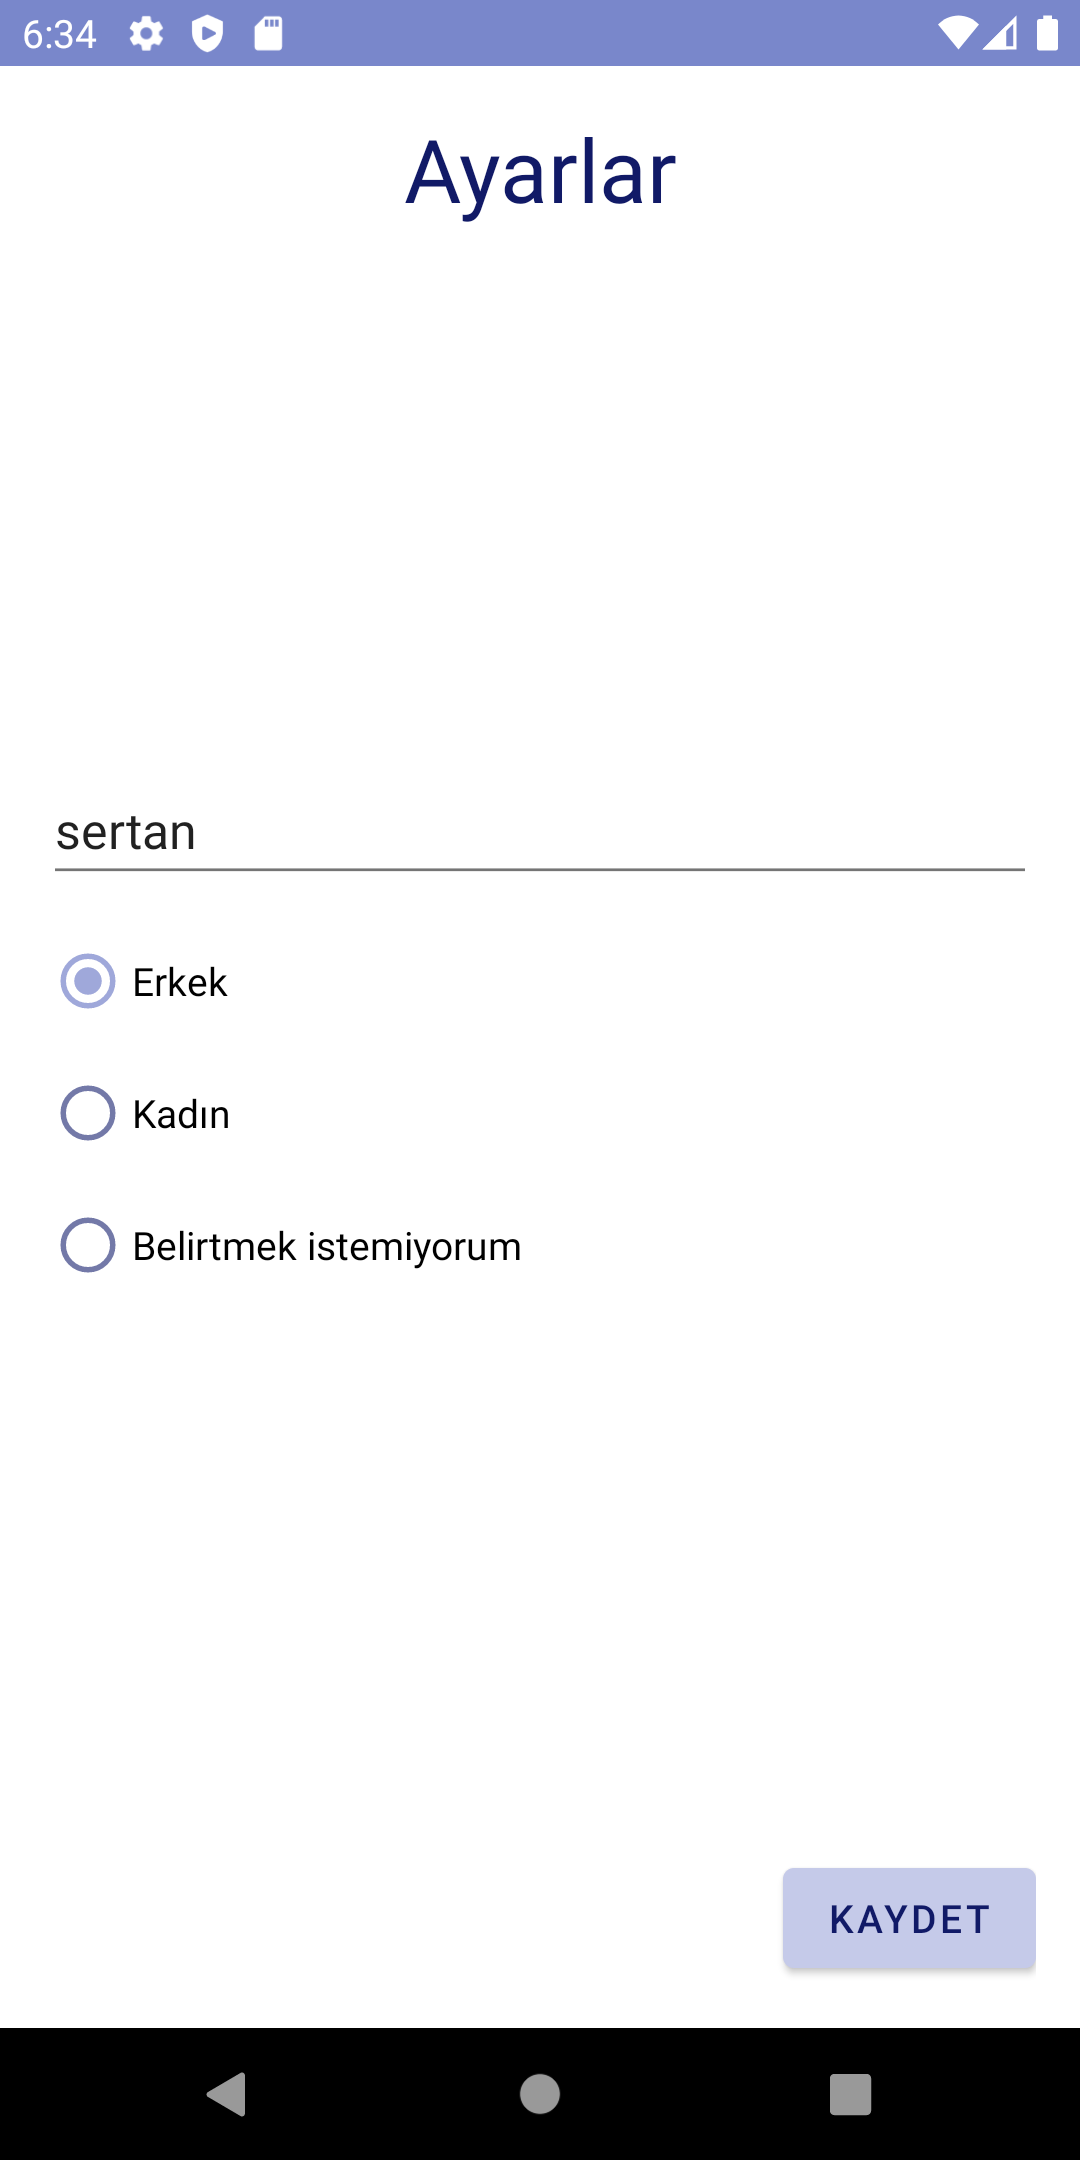 6:34
Ayarlar
sertan
Erkek
Kadın
Belirtmek istemiyorum
KAYDET